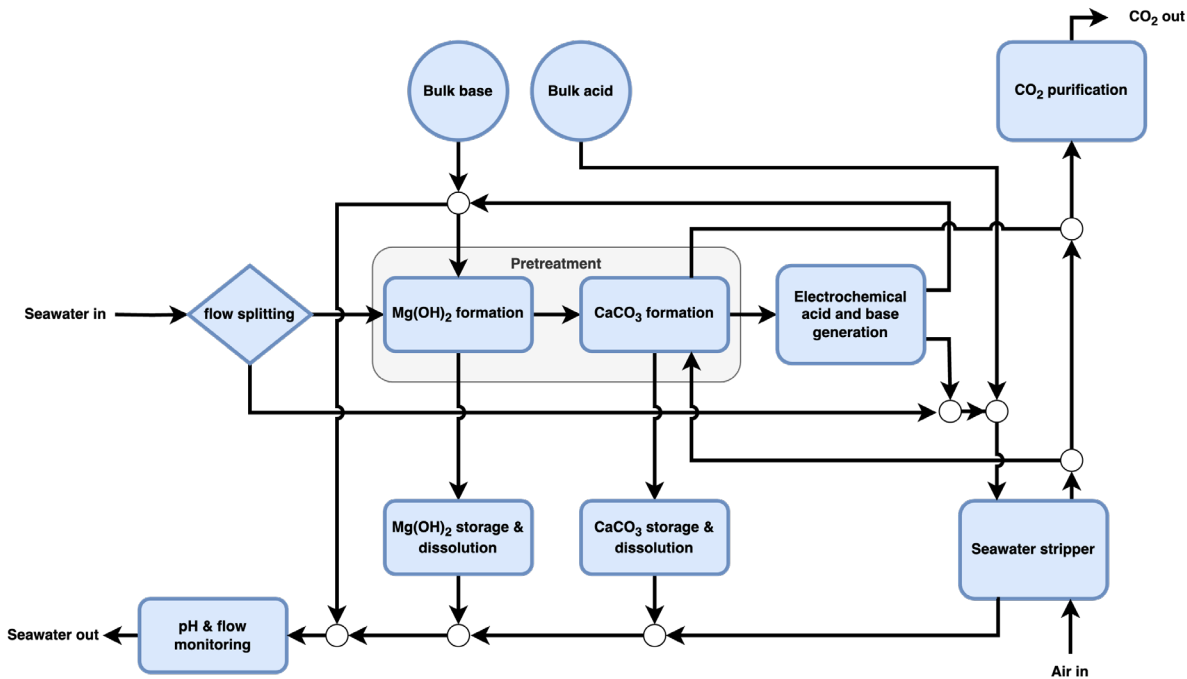 CO₂ out
Bulk base
Bulk acid
CO₂ purification
Pretreatment
Seawater in
flow splitting
Mg(OH)₂ formation
CaCO₃ formation
Electrochemical
acid and base
generation
Mg(OH)₂ storage &
dissolution
CaCO₃ storage &
dissolution
Seawater stripper
Seawater out
pH & flow
monitoring
Air in